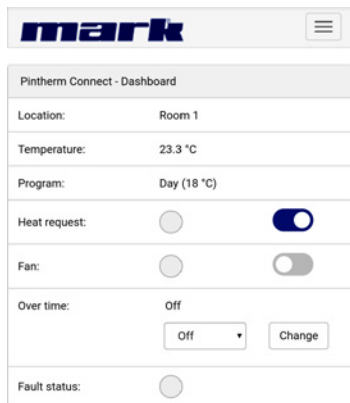 mark
Pintherm Connect - Dashboard
Location: Room 1
Temperature: 23.3 °C
Program: Day (18 °C)
Heat request:
Fan:
Over time: Off
Off Change
Fault status: